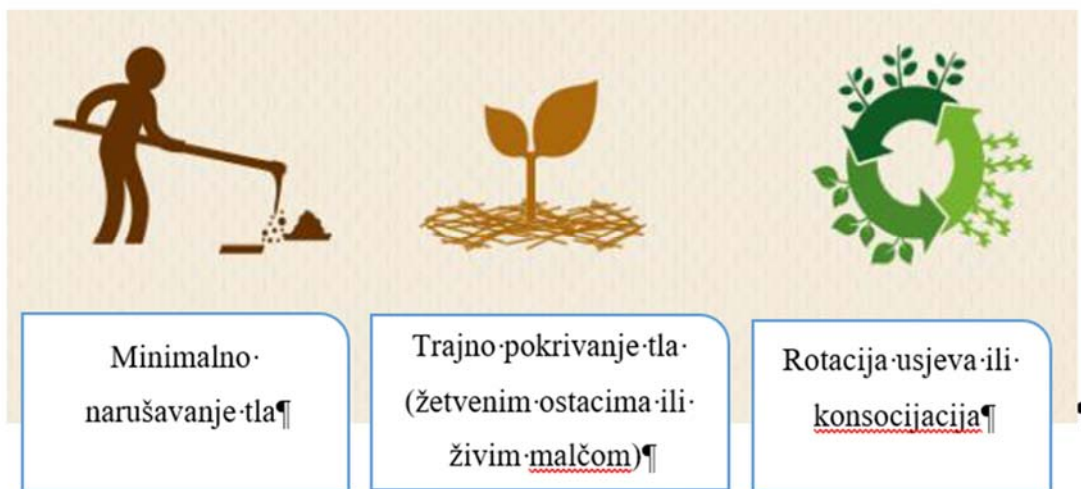 Minimalno
narušavanje tla¶
Trajno pokrivanje tla
(žetvenim ostacima ili
živim malčom)¶
Rotacija usjeva ili
konsocijacija¶